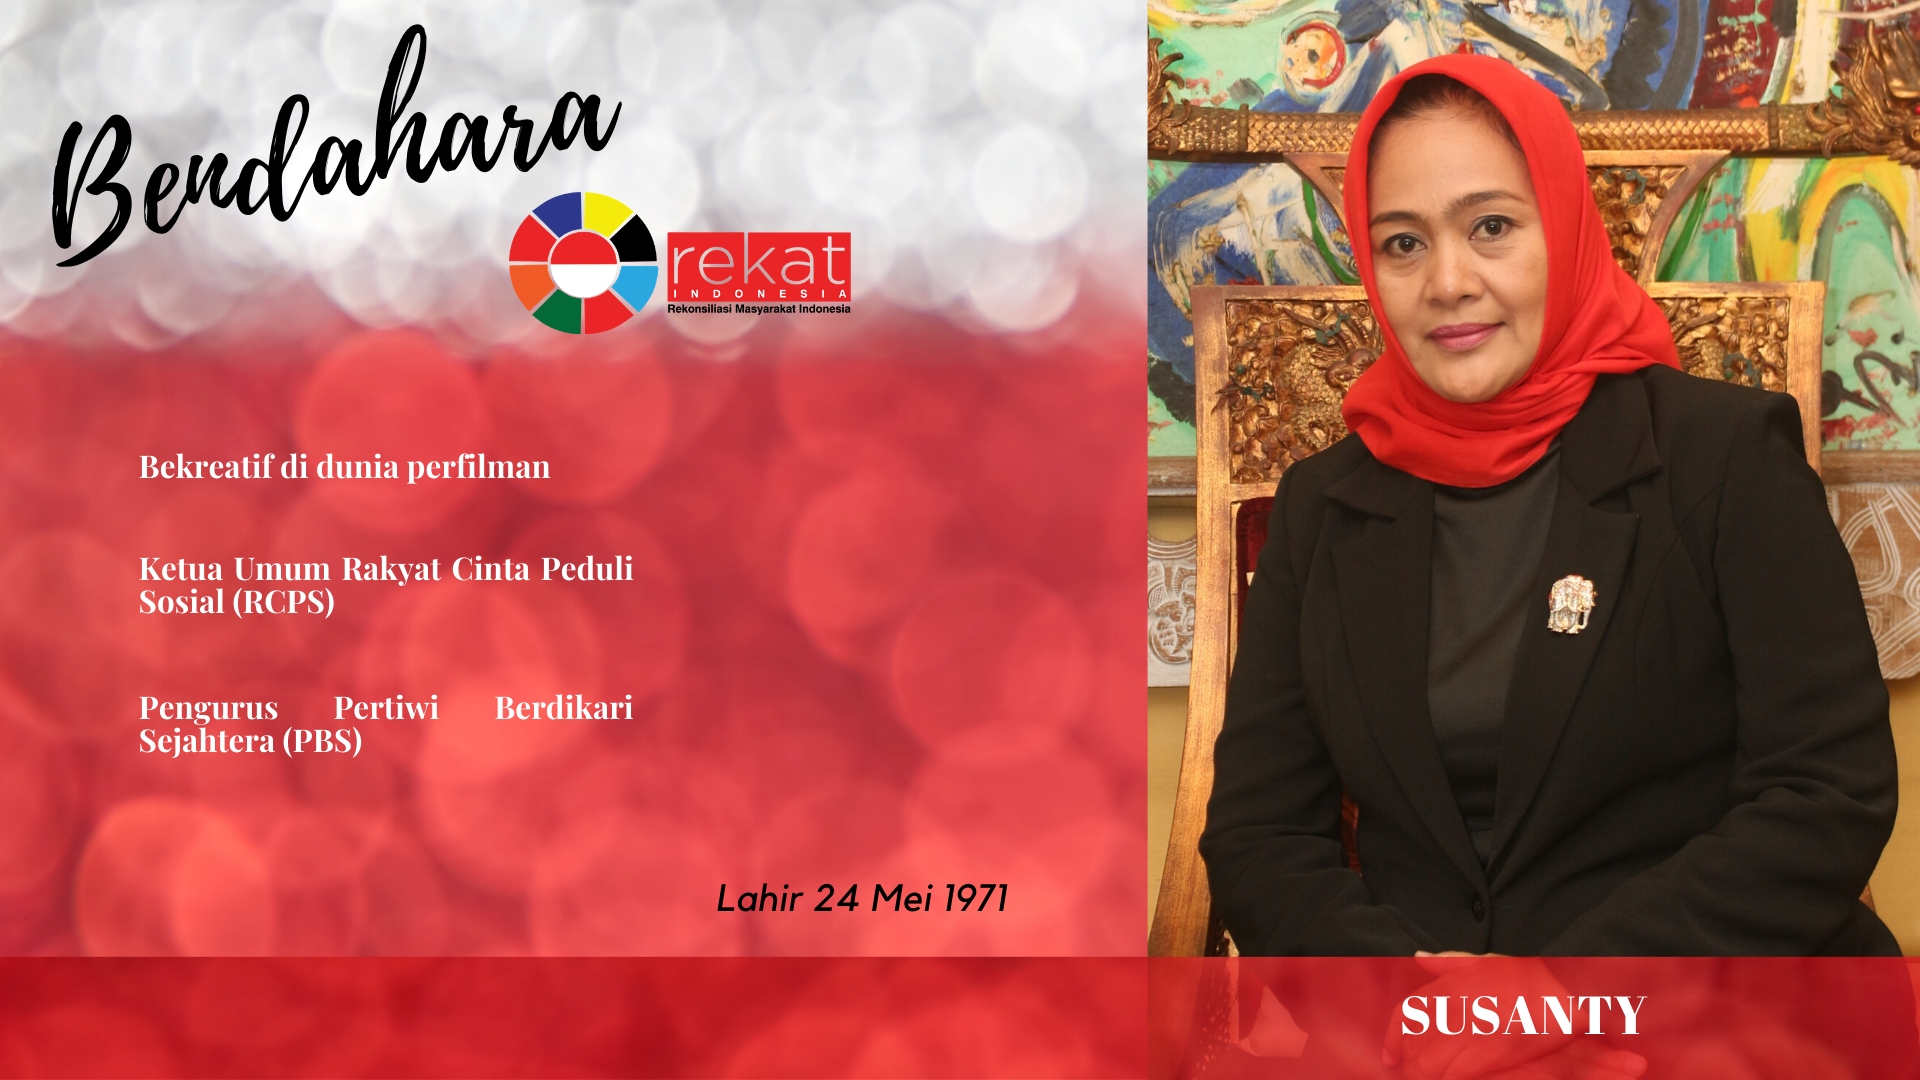 Bendahara
rekat
INDONESIA
Rekonsiliasi Masyarakat Indonesia
Bekreatif di dunia perfilman
Ketua Umum Rakyat Cinta Peduli
Sosial (RCPS)
Pengurus Pertiwi Berdikari
Sejahtera (PBS)
Lahir 24 Mei 1971
SUSANTY